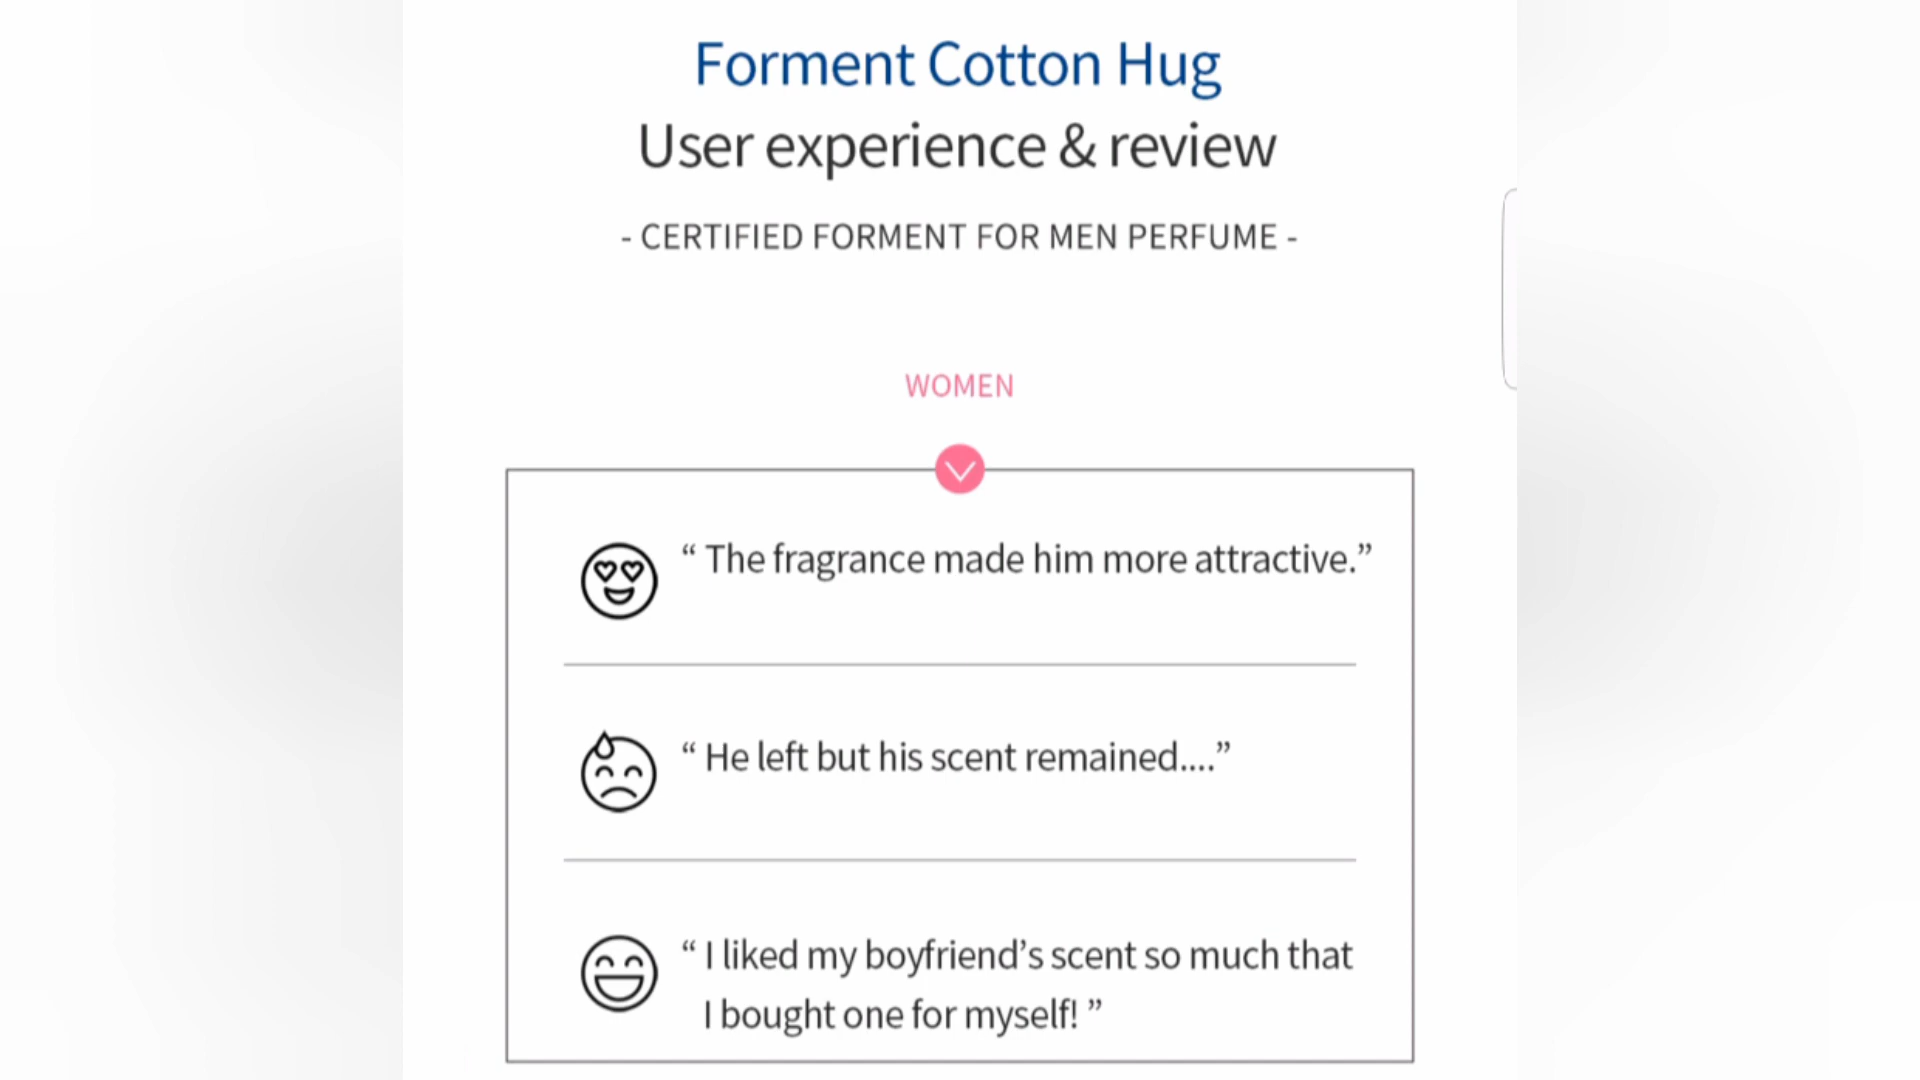 Forment Cotton Hug
User experience & review
- CERTIFIED FORMENT FOR MEN PERFUME -
WOMEN
“ The fragrance made him more attractive.”
“ He left but his scent remained....”
“ I liked my boyfriend’s scent so much that
I bought one for myself! ”